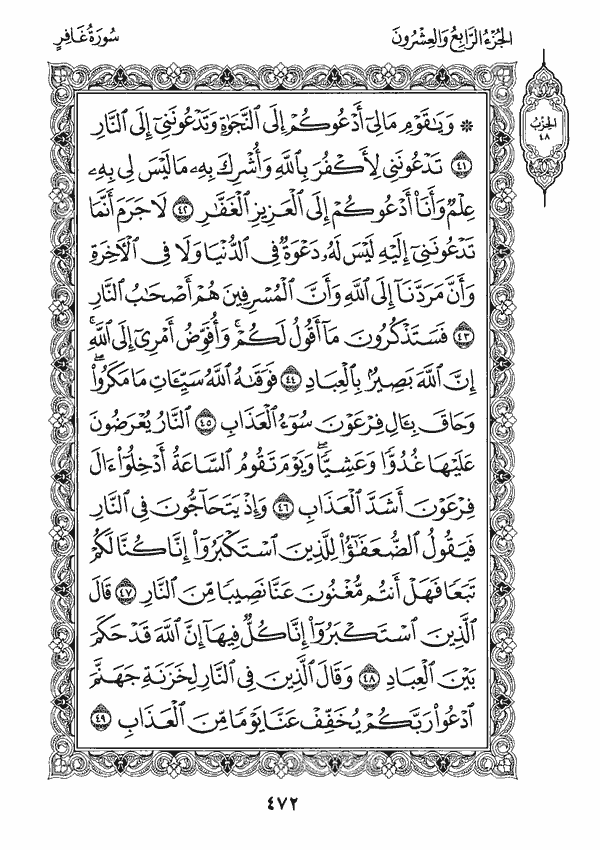 الجُزْءُ الرَّابِعُ وَالعِشْرُونَ
سُورَةُ غَافِرٍ
الحِزْبُ
٤٨
۞ وَيَٰقَوْمِ مَا لِيٓ أَدْعُوكُمْ إِلَى ٱلنَّجَوٰةِ وَتَدْعُونَنِيٓ إِلَى ٱلنَّارِ
٤١ تَدْعُونَنِي لِأَكْفُرَ بِٱللَّهِ وَأُشْرِكَ بِهِۦ مَا لَيْسَ لِي بِهِۦ
عِلْمٌ وَأَنَا۠ أَدْعُوكُمْ إِلَى ٱلْعَزِيزِ ٱلْغَفَّٰرِ ٤٢ لَا جَرَمَ أَنَّمَا
تَدْعُونَنِيٓ إِلَيْهِ لَيْسَ لَهُۥ دَعْوَةٌ فِي ٱلدُّنْيَا وَلَا فِي ٱلْأٓخِرَةِ
وَأَنَّ مَرَدَّنَآ إِلَى ٱللَّهِ وَأَنَّ ٱلْمُسْرِفِينَ هُمْ أَصْحَٰبُ ٱلنَّارِ
٤٣ فَسَتَذْكُرُونَ مَآ أَقُولُ لَكُمْۚ وَأُفَوِّضُ أَمْرِيٓ إِلَى ٱللَّهِۚ
إِنَّ ٱللَّهَ بَصِيرٌۢ بِٱلْعِبَادِ ٤٤ فَوَقَىٰهُ ٱللَّهُ سَيِّـَٔاتِ مَا مَكَرُوا۟ۖ
وَحَاقَ بِـَٔالِ فِرْعَوْنَ سُوٓءُ ٱلْعَذَابِ ٤٥ ٱلنَّارُ يُعْرَضُونَ
عَلَيْهَا غُدُوًّا وَعَشِيًّاۖ وَيَوْمَ تَقُومُ ٱلسَّاعَةُ أَدْخِلُوٓا۟ ءَالَ
فِرْعَوْنَ أَشَدَّ ٱلْعَذَابِ ٤٦ وَإِذْ يَتَحَآجُّونَ فِي ٱلنَّارِ
فَيَقُولُ ٱلضُّعَفَٰٓؤُا۟ لِلَّذِينَ ٱسْتَكْبَرُوٓا۟ إِنَّا كُنَّا لَكُمْ
تَبَعًا فَهَلْ أَنتُم مُّغْنُونَ عَنَّا نَصِيبًا مِّنَ ٱلنَّارِ ٤٧ قَالَ
ٱلَّذِينَ ٱسْتَكْبَرُوٓا۟ إِنَّا كُلٌّ فِيهَآ إِنَّ ٱللَّهَ قَدْ حَكَمَ
بَيْنَ ٱلْعِبَادِ ٤٨ وَقَالَ ٱلَّذِينَ فِي ٱلنَّارِ لِخَزَنَةِ جَهَنَّمَ
ٱدْعُوا۟ رَبَّكُمْ يُخَفِّفْ عَنَّا يَوْمًا مِّنَ ٱلْعَذَابِ ٤٩
٤٧٢